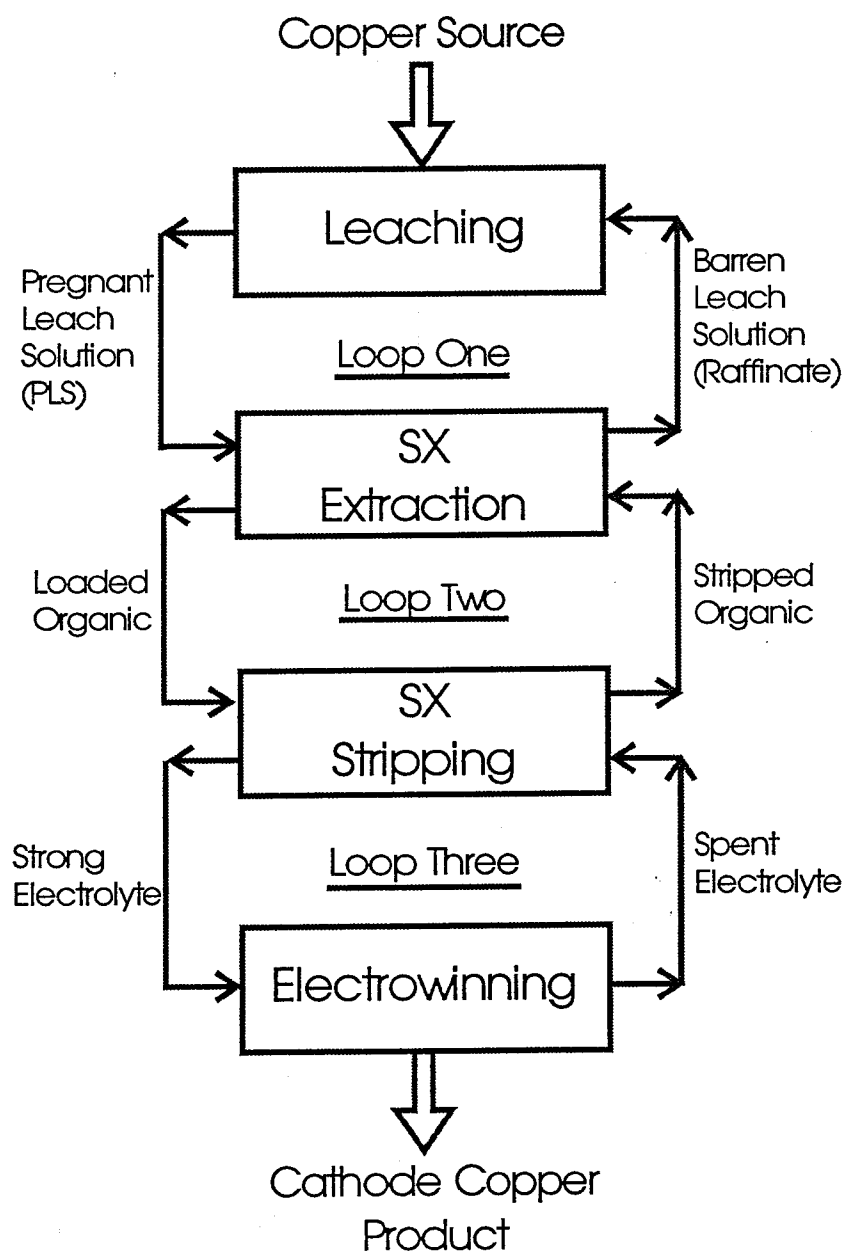 Copper Source
Leaching
Pregnant
Leach
Solution
(PLS)
Barren
Leach
Solution
(Raffinate)
Loop One
SX
Extraction
Loaded
Organic
Loop Two
Stripped
Organic
SX
Stripping
Strong
Electrolyte
Loop Three
Spent
Electrolyte
Electrowinning
Cathode Copper
Product